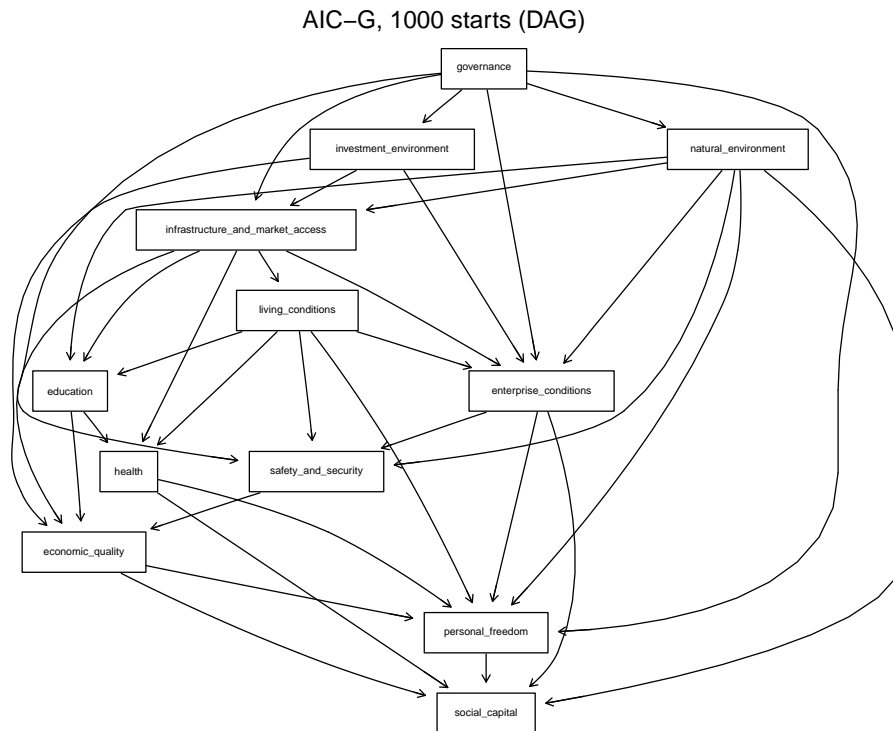 AIC−G, 1000 starts (DAG)
governance
investment_environment
natural_environment
infrastructure_and_market_access
living_conditions
education
enterprise_conditions
health
safety_and_security
economic_quality
personal_freedom
social_capital